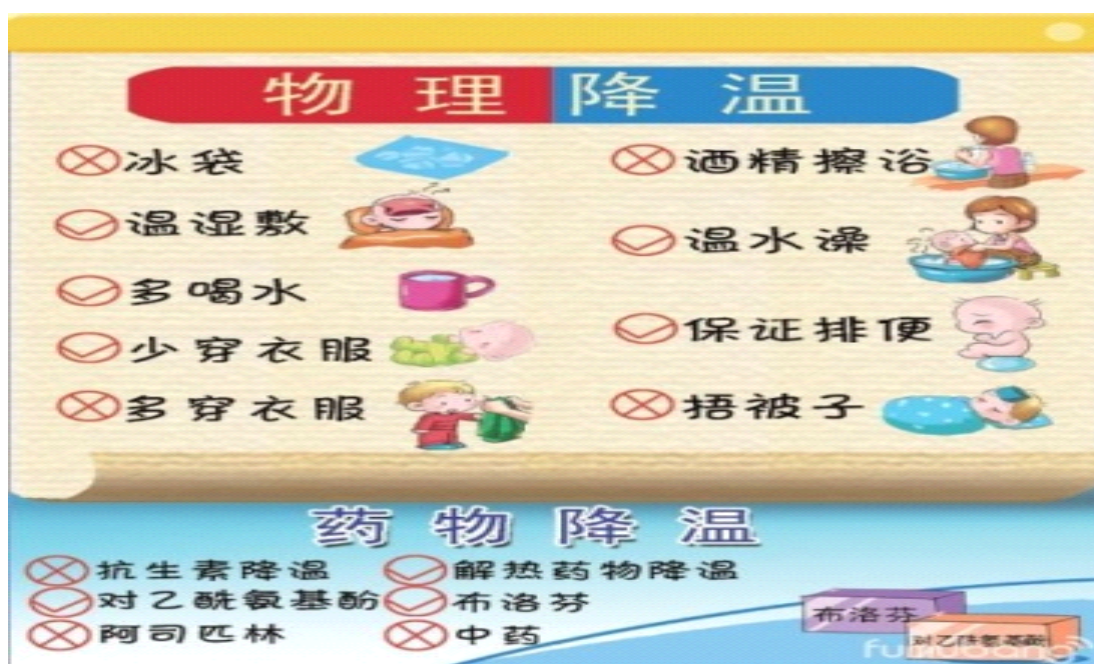 物理降温
冰袋
酒精擦浴
温湿敷
温水澡
多喝水
保证排便
少穿衣服
多穿衣服
捂被子
药物降温
抗生素降温
解热药物降温
对乙酰氨基酚
布洛芬
阿司匹林
中药
布洛芬
对乙酰氨基酚